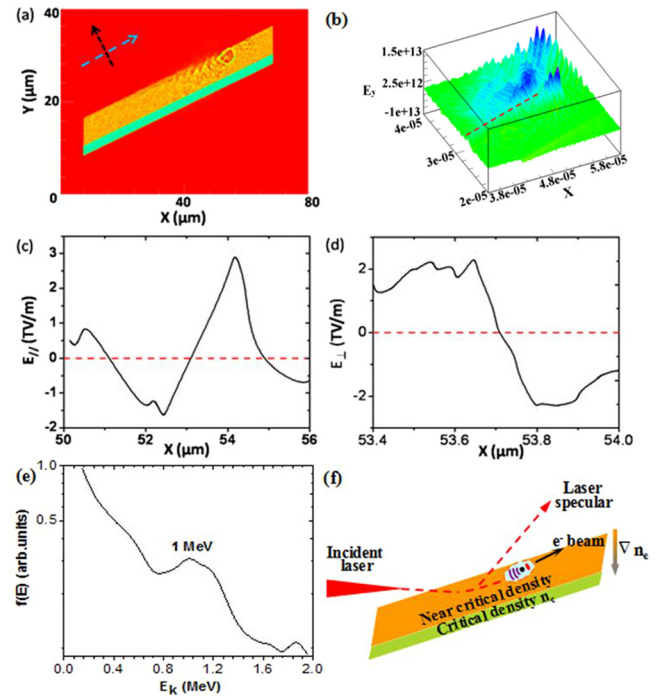 (a)
40
20
0
Y (μm)
0
40
80
X (μm)
(b)
1.5e+13
2.5e+12
-1e+13
Ey
4e-05
3e-05
2e-05
3.8e-05
4.8e-05
5.8e-05
X
(c)
3
2
1
0
-1
-2
E// (TV/m)
50
52
54
56
X (μm)
(d)
2
0
-2
E⊥ (TV/m)
53.4
53.6
53.8
54.0
X (μm)
(e)
1.0
0.5
f(E) (arb.units)
1 MeV
0.0
0.4
0.8
1.2
1.6
2.0
Ek (MeV)
(f)
Laser
specular
e- beam
∇ ne
Incident
laser
Near critical density
Critical density nc